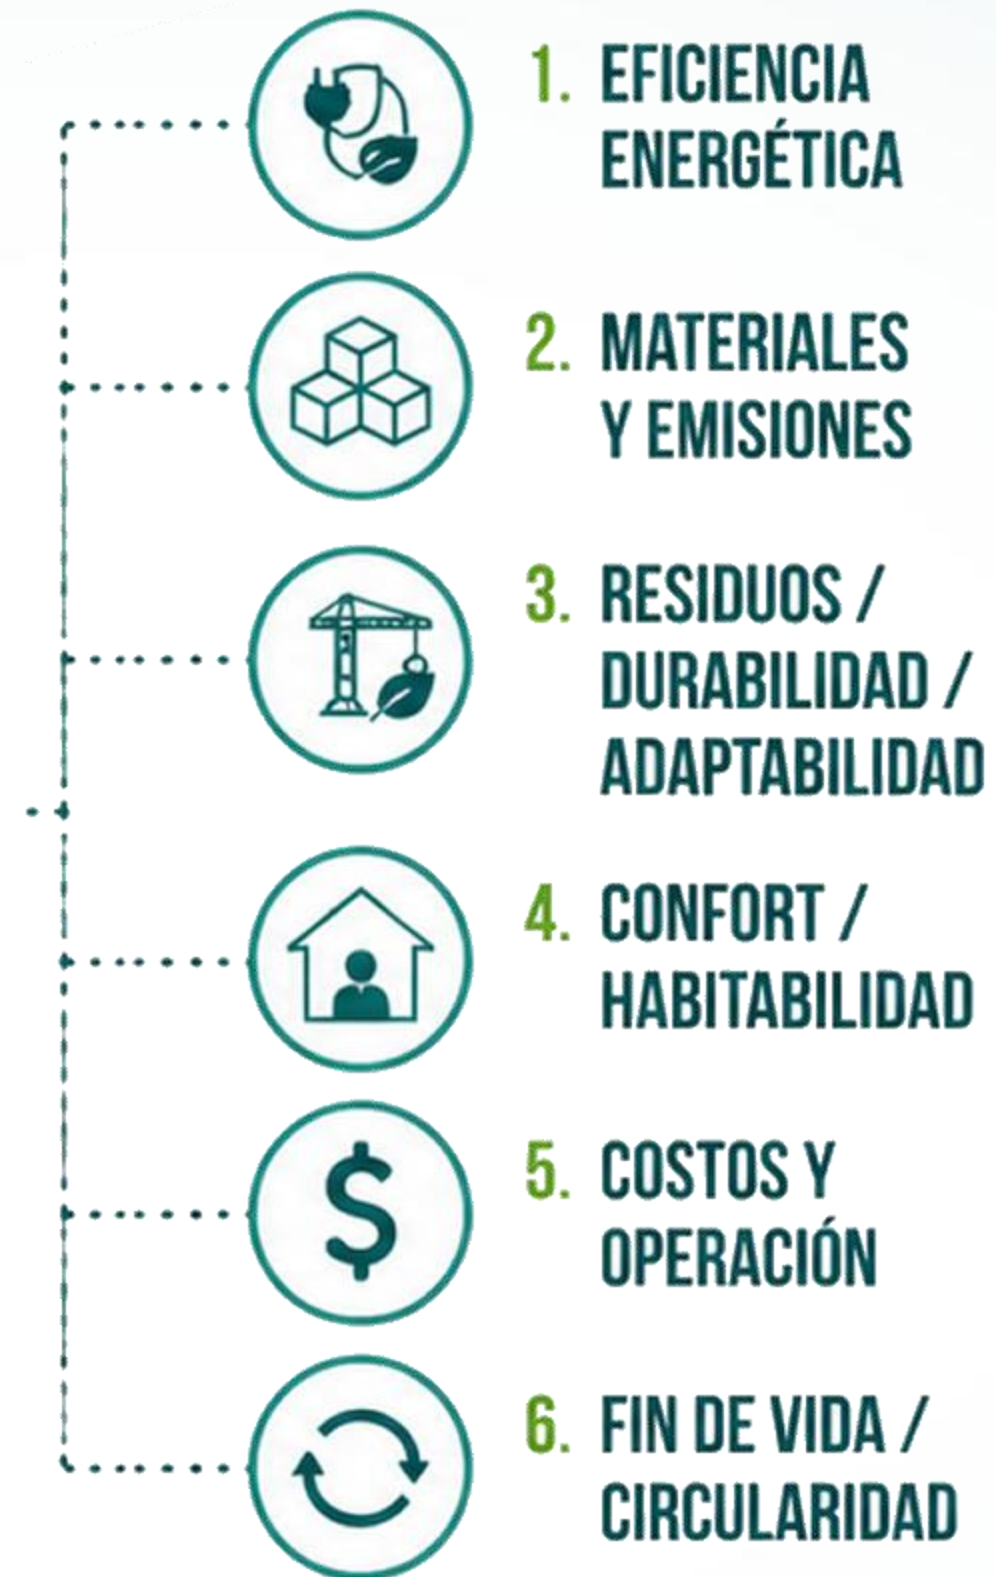 1. EFICIENCIA
ENERGÉTICA
2. MATERIALES
Y EMISIONES
3. RESIDUOS /
DURABILIDAD /
ADAPTABILIDAD
4. CONFORT /
HABITABILIDAD
$
5. COSTOS Y
OPERACIÓN
6. FIN DE VIDA /
CIRCULARIDAD